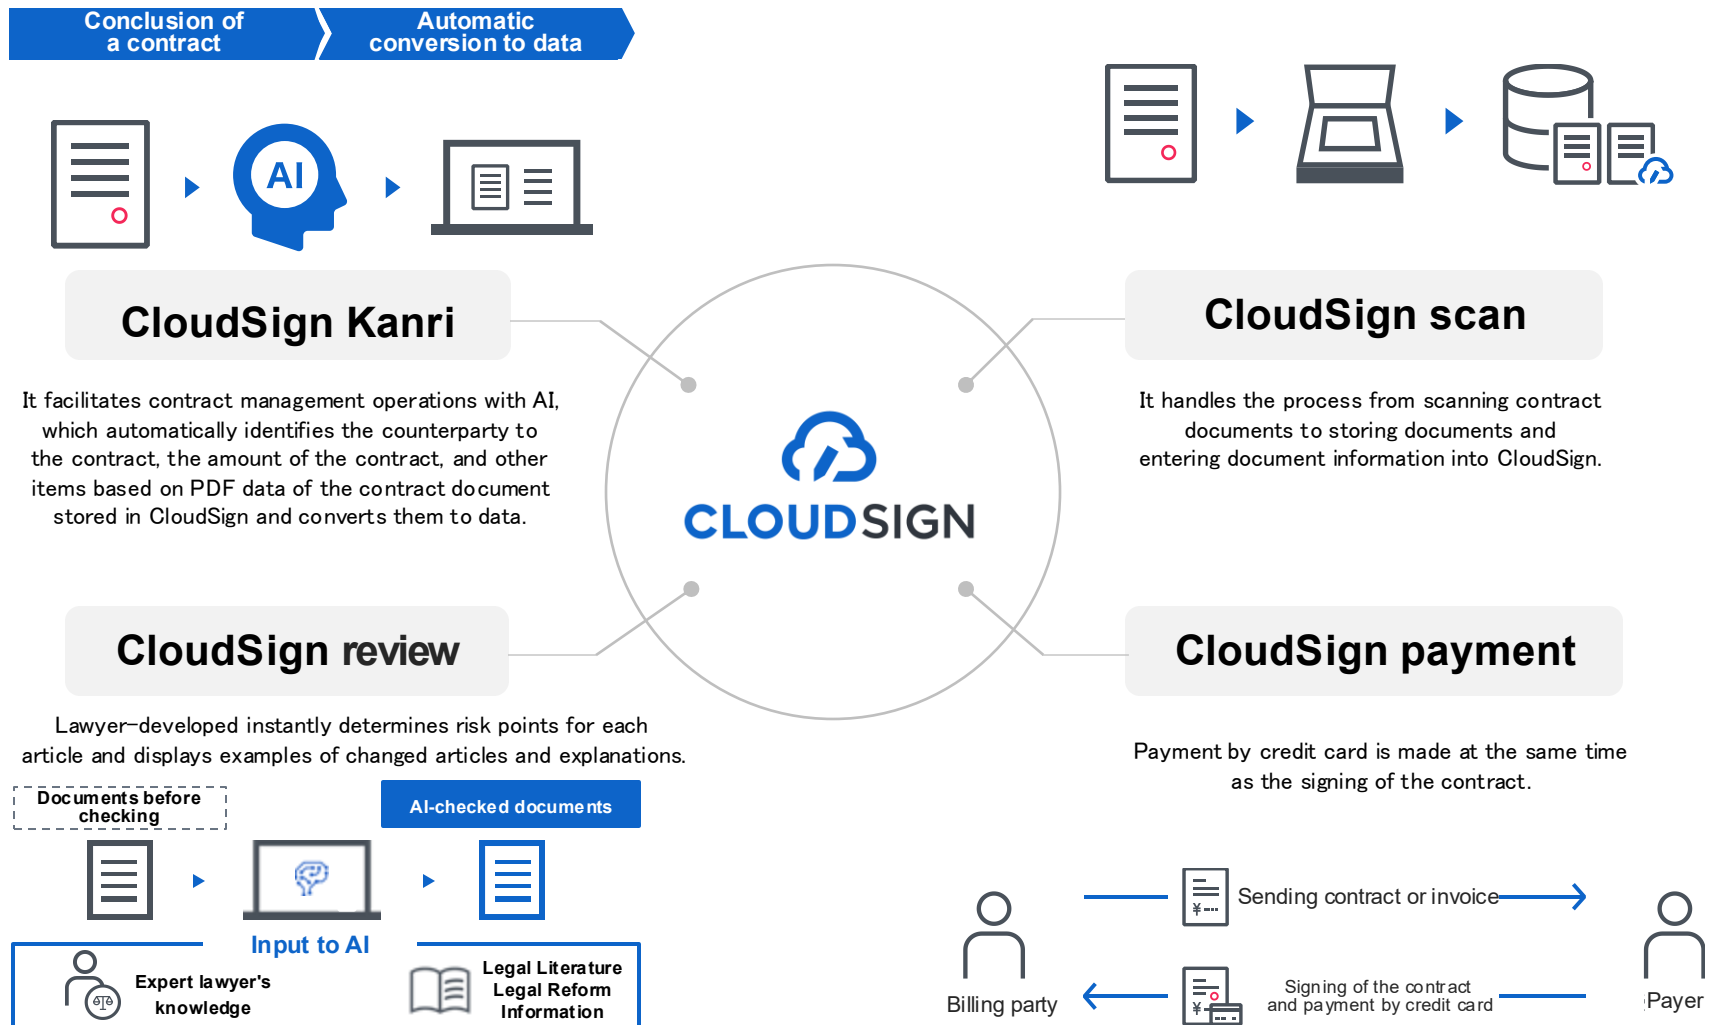 Conclusion of
a contract
Automatic
conversion to data
AI
CloudSign Kanri
It facilitates contract management operations with AI,
which automatically identifies the counterparty to
the contract, the amount of the contract, and other
items based on PDF data of the contract document
stored in CloudSign and converts them to data.
CloudSign scan
It handles the process from scanning contract
documents to storing documents and
entering document information into CloudSign.
CLOUDSIGN
CloudSign review
Lawyer-developed instantly determines risk points for each
article and displays examples of changed articles and explanations.
Documents before
checking
AI-checked documents
Input to AI
Expert lawyer's
knowledge
Legal Literature
Legal Reform
Information
CloudSign payment
Payment by credit card is made at the same time
as the signing of the contract.
¥
Sending contract or invoice
¥
Signing of the contract
and payment by credit card
Billing party
Payer